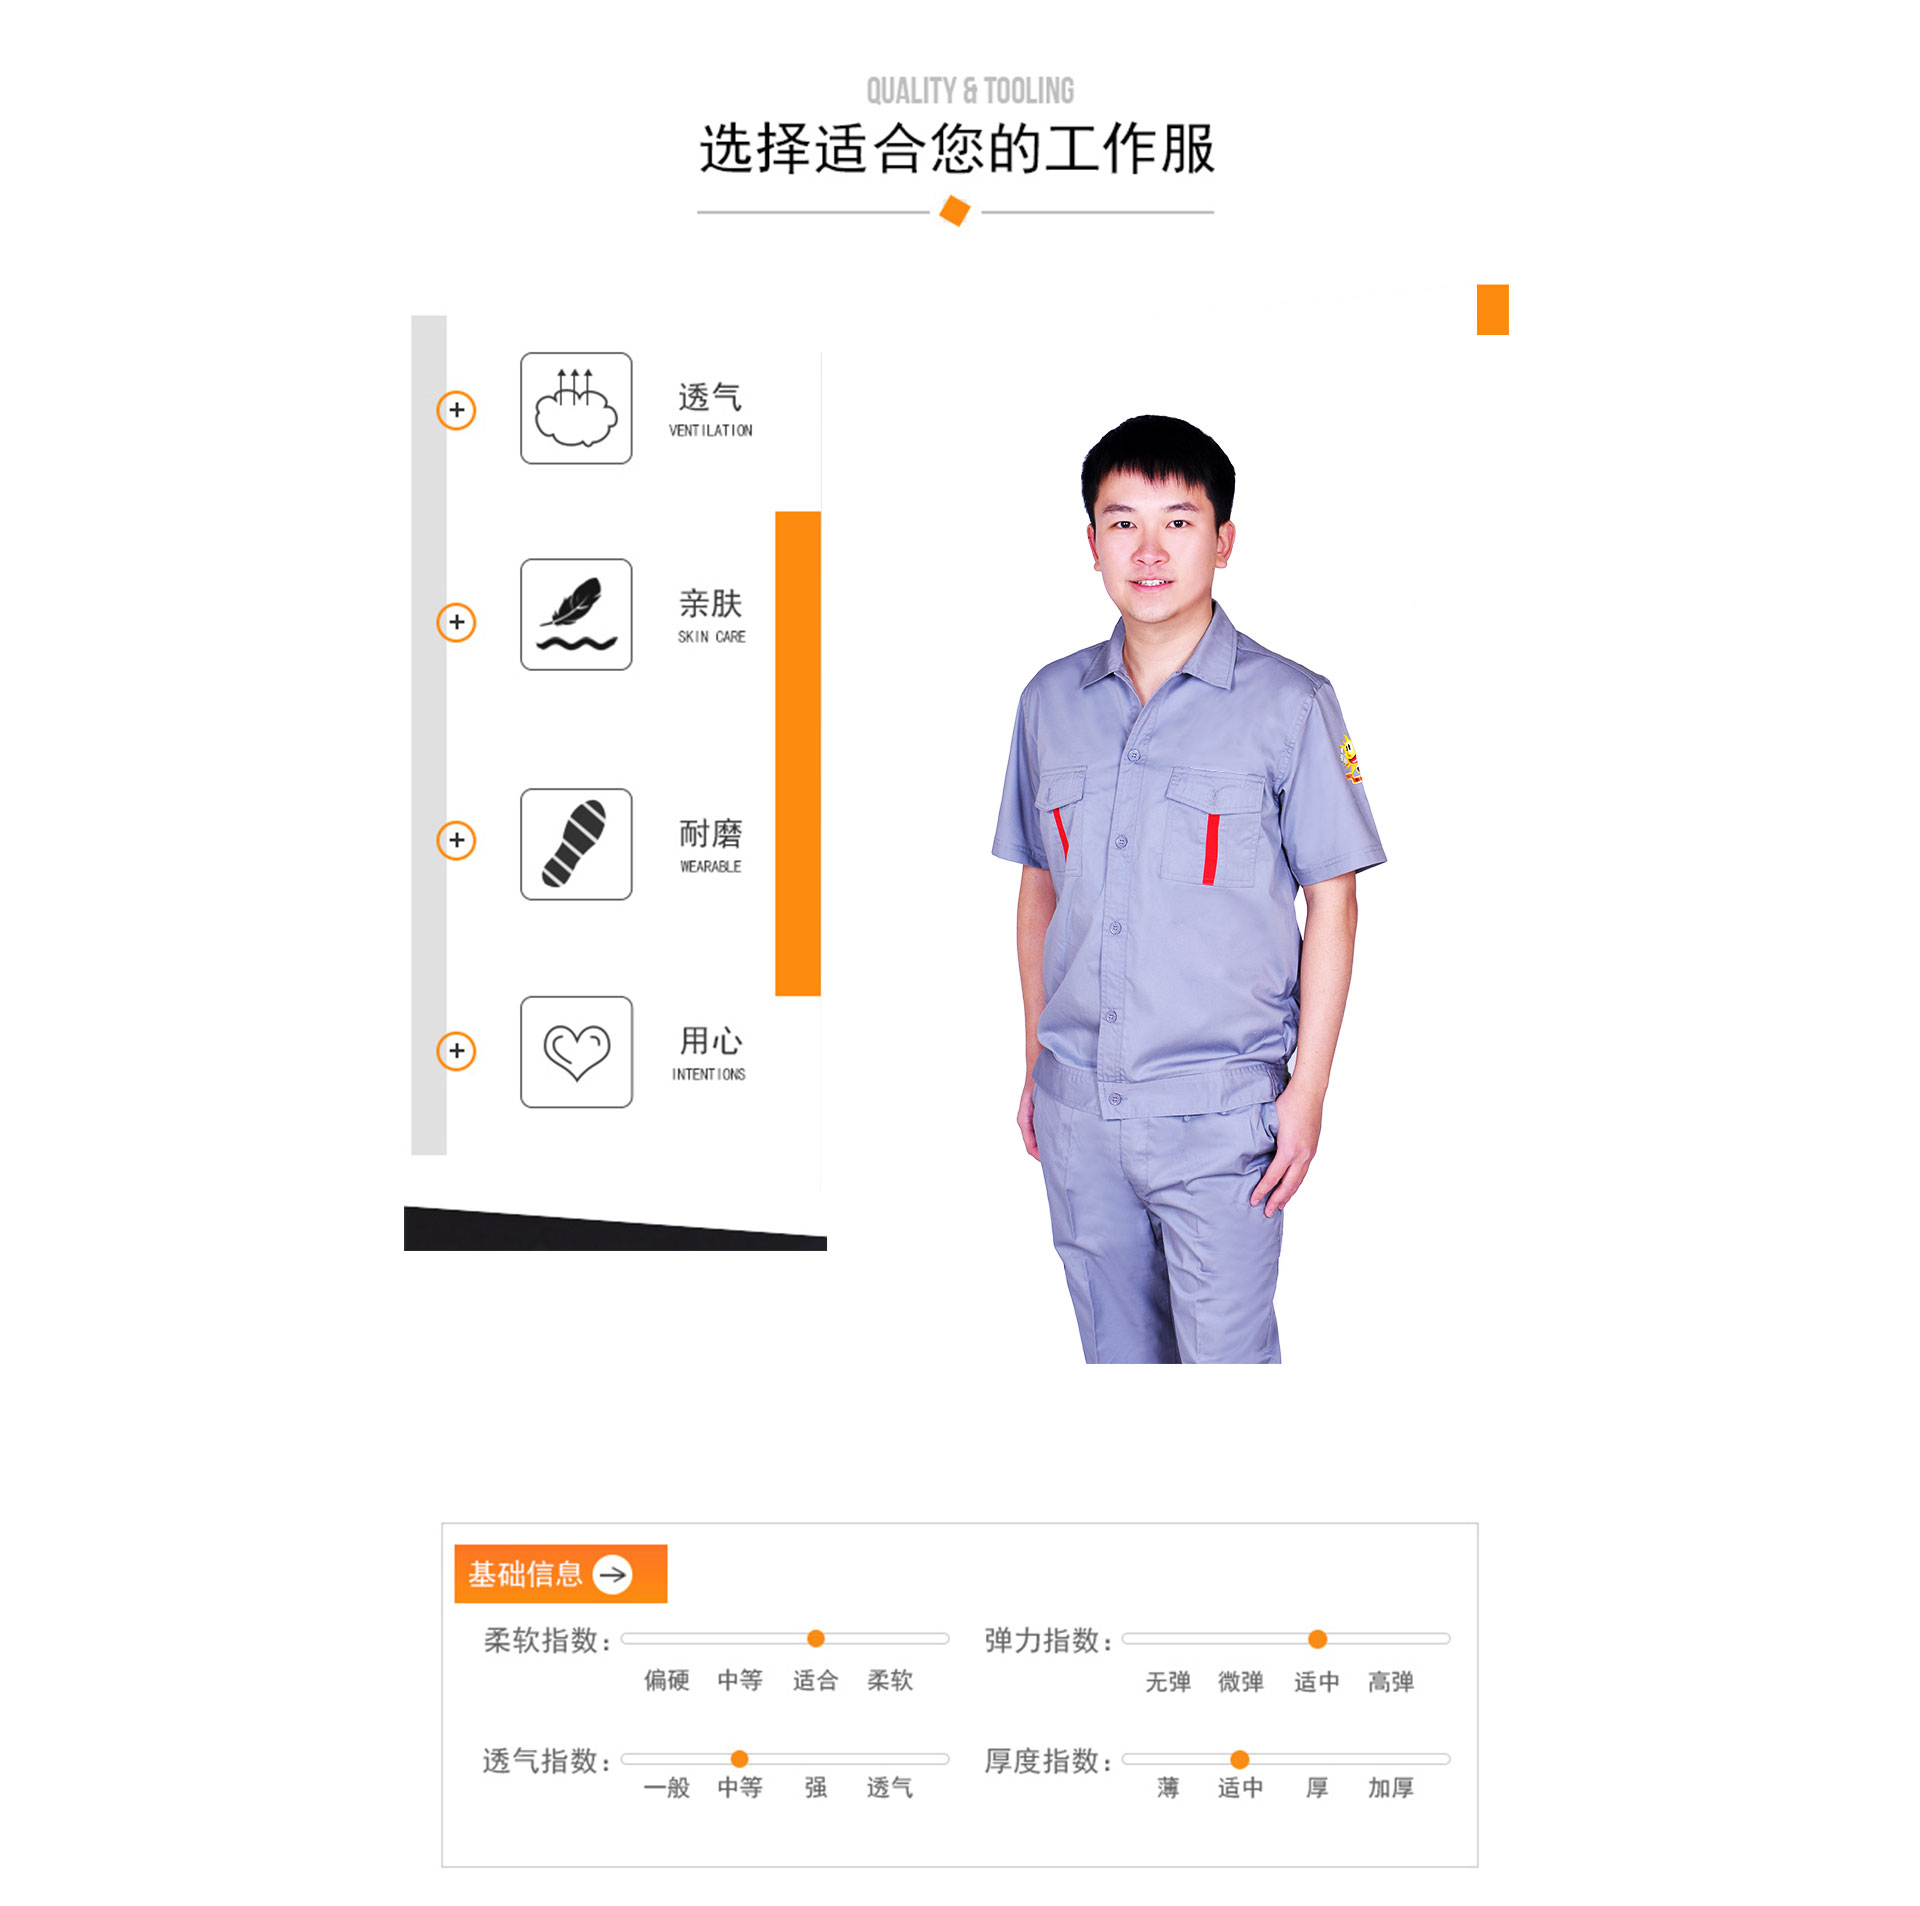 QUALITY & TOOLING
选择适合您的工作服
透气
VENTILATION
亲肤
SKIN CARE
耐磨
WEARABLE
用心
INTENTIONS
基础信息
柔软指数：
偏硬 中等 适合 柔软
弹力指数：
无弹 微弹 适中 高弹
透气指数：
一般 中等 强 透气
厚度指数：
薄 适中 厚 加厚